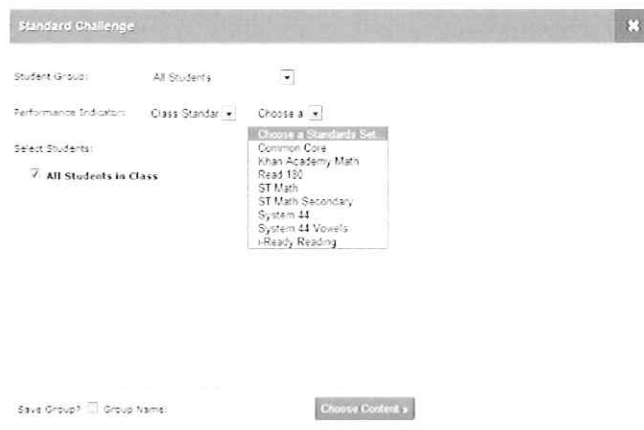 Standard Challenge
Student Group: All Students
Performance Indicator: Class Standar Choose a
Choose a Standards Set...
Select Students:
Common Core
Khan Academy Math
All Students in Class
Read 180
ST Math
ST Math Secondary
System 44
System 44 Vowels
i-Ready Reading
Save Group? Group Name: Choose Content